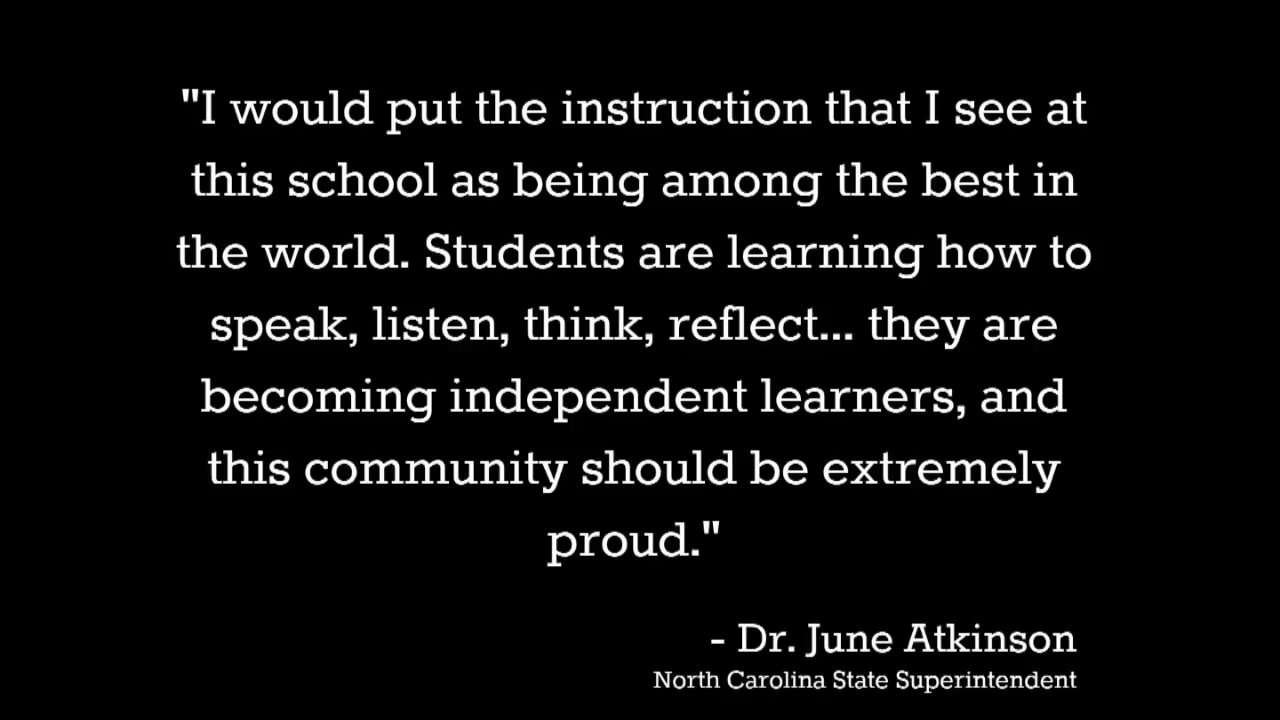 "I would put the instruction that I see at
this school as being among the best in
the world. Students are learning how to
speak, listen, think, reflect... they are
becoming independent learners, and
this community should be extremely
proud."
- Dr. June Atkinson
North Carolina State Superintendent